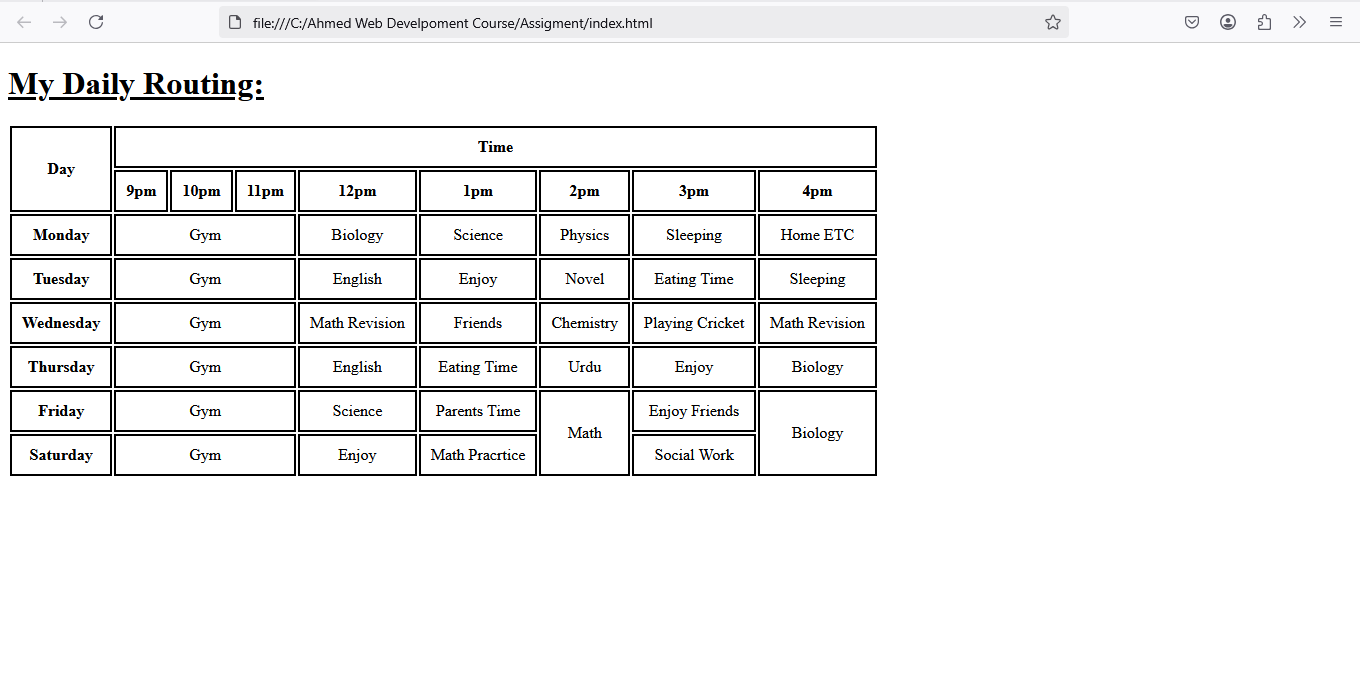 file:///C:/Ahmed Web Develpoment Course/Assigment/index.html
My Daily Routing:
Day Time
9pm 10pm 11pm 12pm 1pm 2pm 3pm 4pm
Monday Gym Biology Science Physics Sleeping Home ETC
Tuesday Gym English Enjoy Novel Eating Time Sleeping
Wednesday Gym Math Revision Friends Chemistry Playing Cricket Math Revision
Thursday Gym English Eating Time Urdu Enjoy Biology
Friday Gym Science Parents Time Math Enjoy Friends Biology
Saturday Gym Enjoy Math Pracrtice Social Work